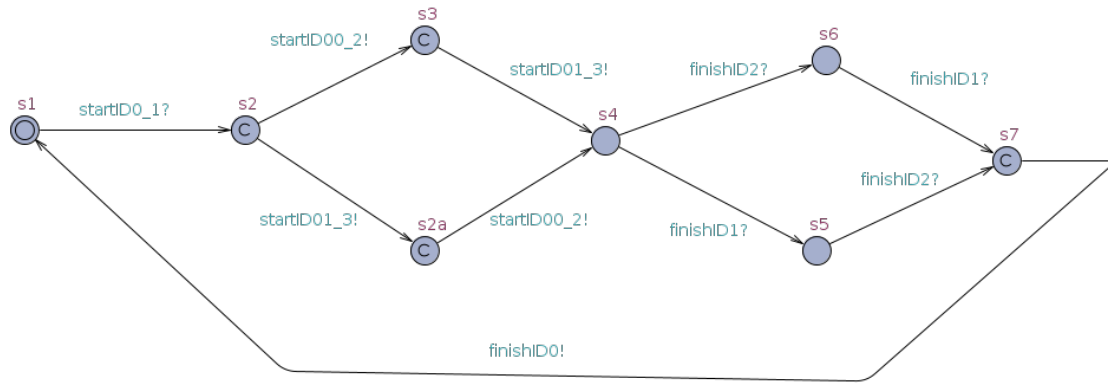 s3
s6
startID00_2!
startID01_3!
finishID2?
finishID1?
s1
startID0_1?
s2
C
s4
s7
C
C
finishID2?
startID01_3!
s2a
startID00_2!
finishID1?
s5
C
finishID0!